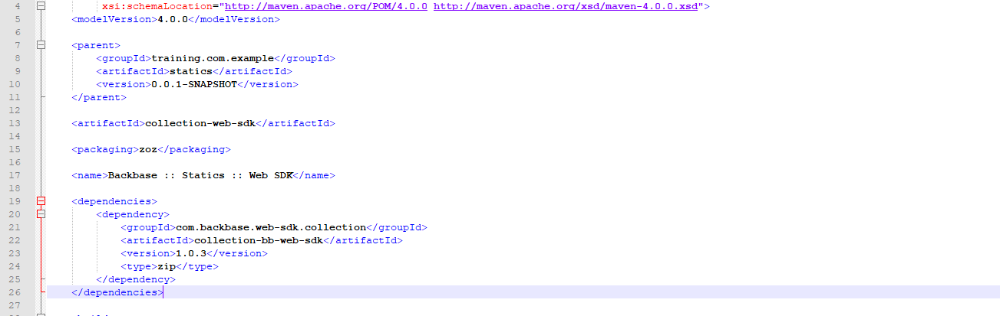 4 xsi:schemaLocation="http://maven.apache.org/POM/4.0.0 http://maven.apache.org/xsd/maven-4.0.0.xsd">
5 <modelVersion>4.0.0</modelVersion>
6
7 <parent>
8 <groupId>training.com.example</groupId>
9 <artifactId>statics</artifactId>
10 <version>0.0.1-SNAPSHOT</version>
11 </parent>
12
13 <artifactId>collection-web-sdk</artifactId>
14
15 <packaging>zoz</packaging>
16
17 <name>Backbase :: Statics :: Web SDK</name>
18
19 <dependencies>
20 <dependency>
21 <groupId>com.backbase.web-sdk.collection</groupId>
22 <artifactId>collection-bb-web-sdk</artifactId>
23 <version>1.0.3</version>
24 <type>zip</type>
25 </dependency>
26 </dependencies>
27